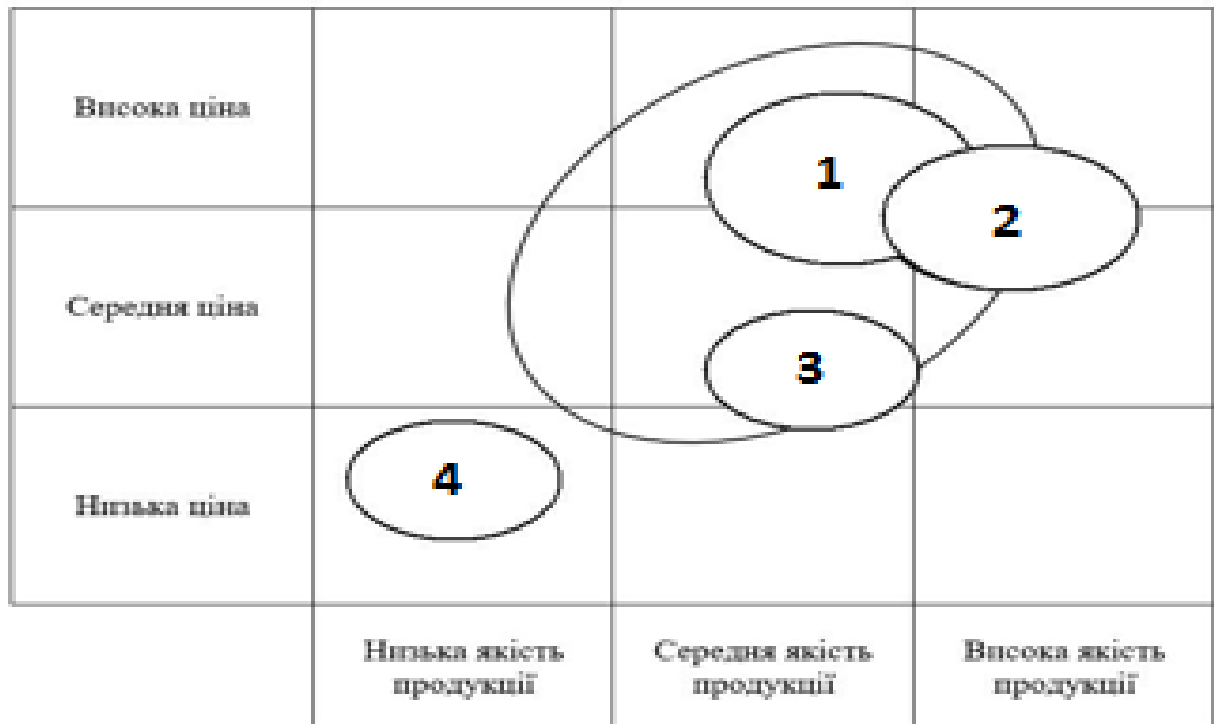 Висока ціна
1
2
Середня ціна
3
4
Низька ціна
Низька якість
продукції
Середня якість
продукції
Висока якість
продукції